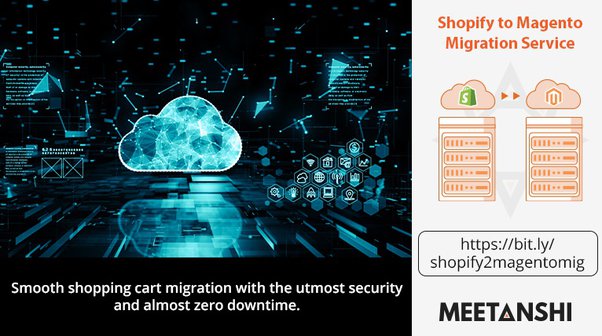 Shopify to Magento
Migration Service
https://bit.ly/
shopify2magentomig
Smooth shopping cart migration with the utmost security
and almost zero downtime.
MEETANSHI